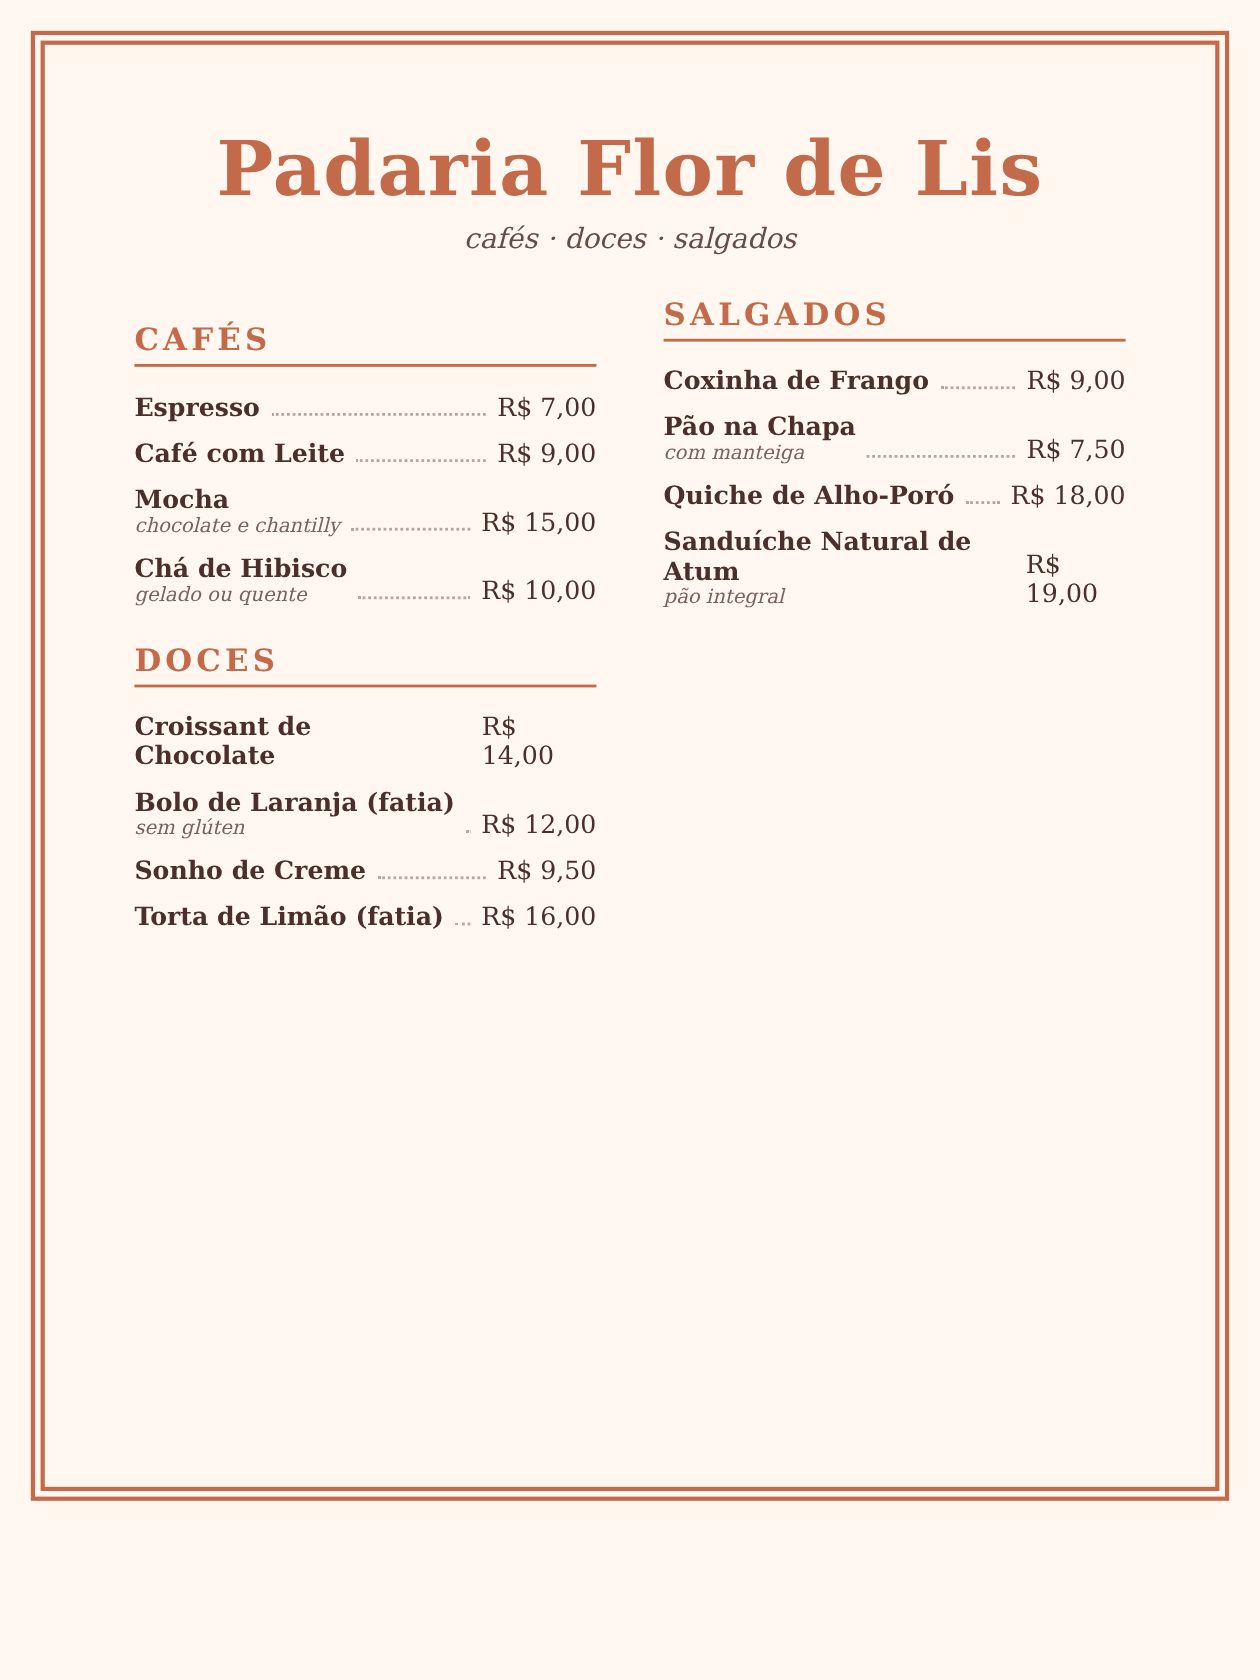 Padaria Flor de Lis
cafés · doces · salgados
CAFÉS
Espresso R$ 7,00
Café com Leite R$ 9,00
Mocha
chocolate e chantilly R$ 15,00
Chá de Hibisco
gelado ou quente R$ 10,00
DOCES
Croissant de R$
Chocolate 14,00
Bolo de Laranja (fatia)
sem glúten R$ 12,00
Sonho de Creme R$ 9,50
Torta de Limão (fatia) R$ 16,00
SALGADOS
Coxinha de Frango R$ 9,00
Pão na Chapa
com manteiga R$ 7,50
Quiche de Alho-Poró R$ 18,00
Sanduíche Natural de
Atum R$
pão integral 19,00